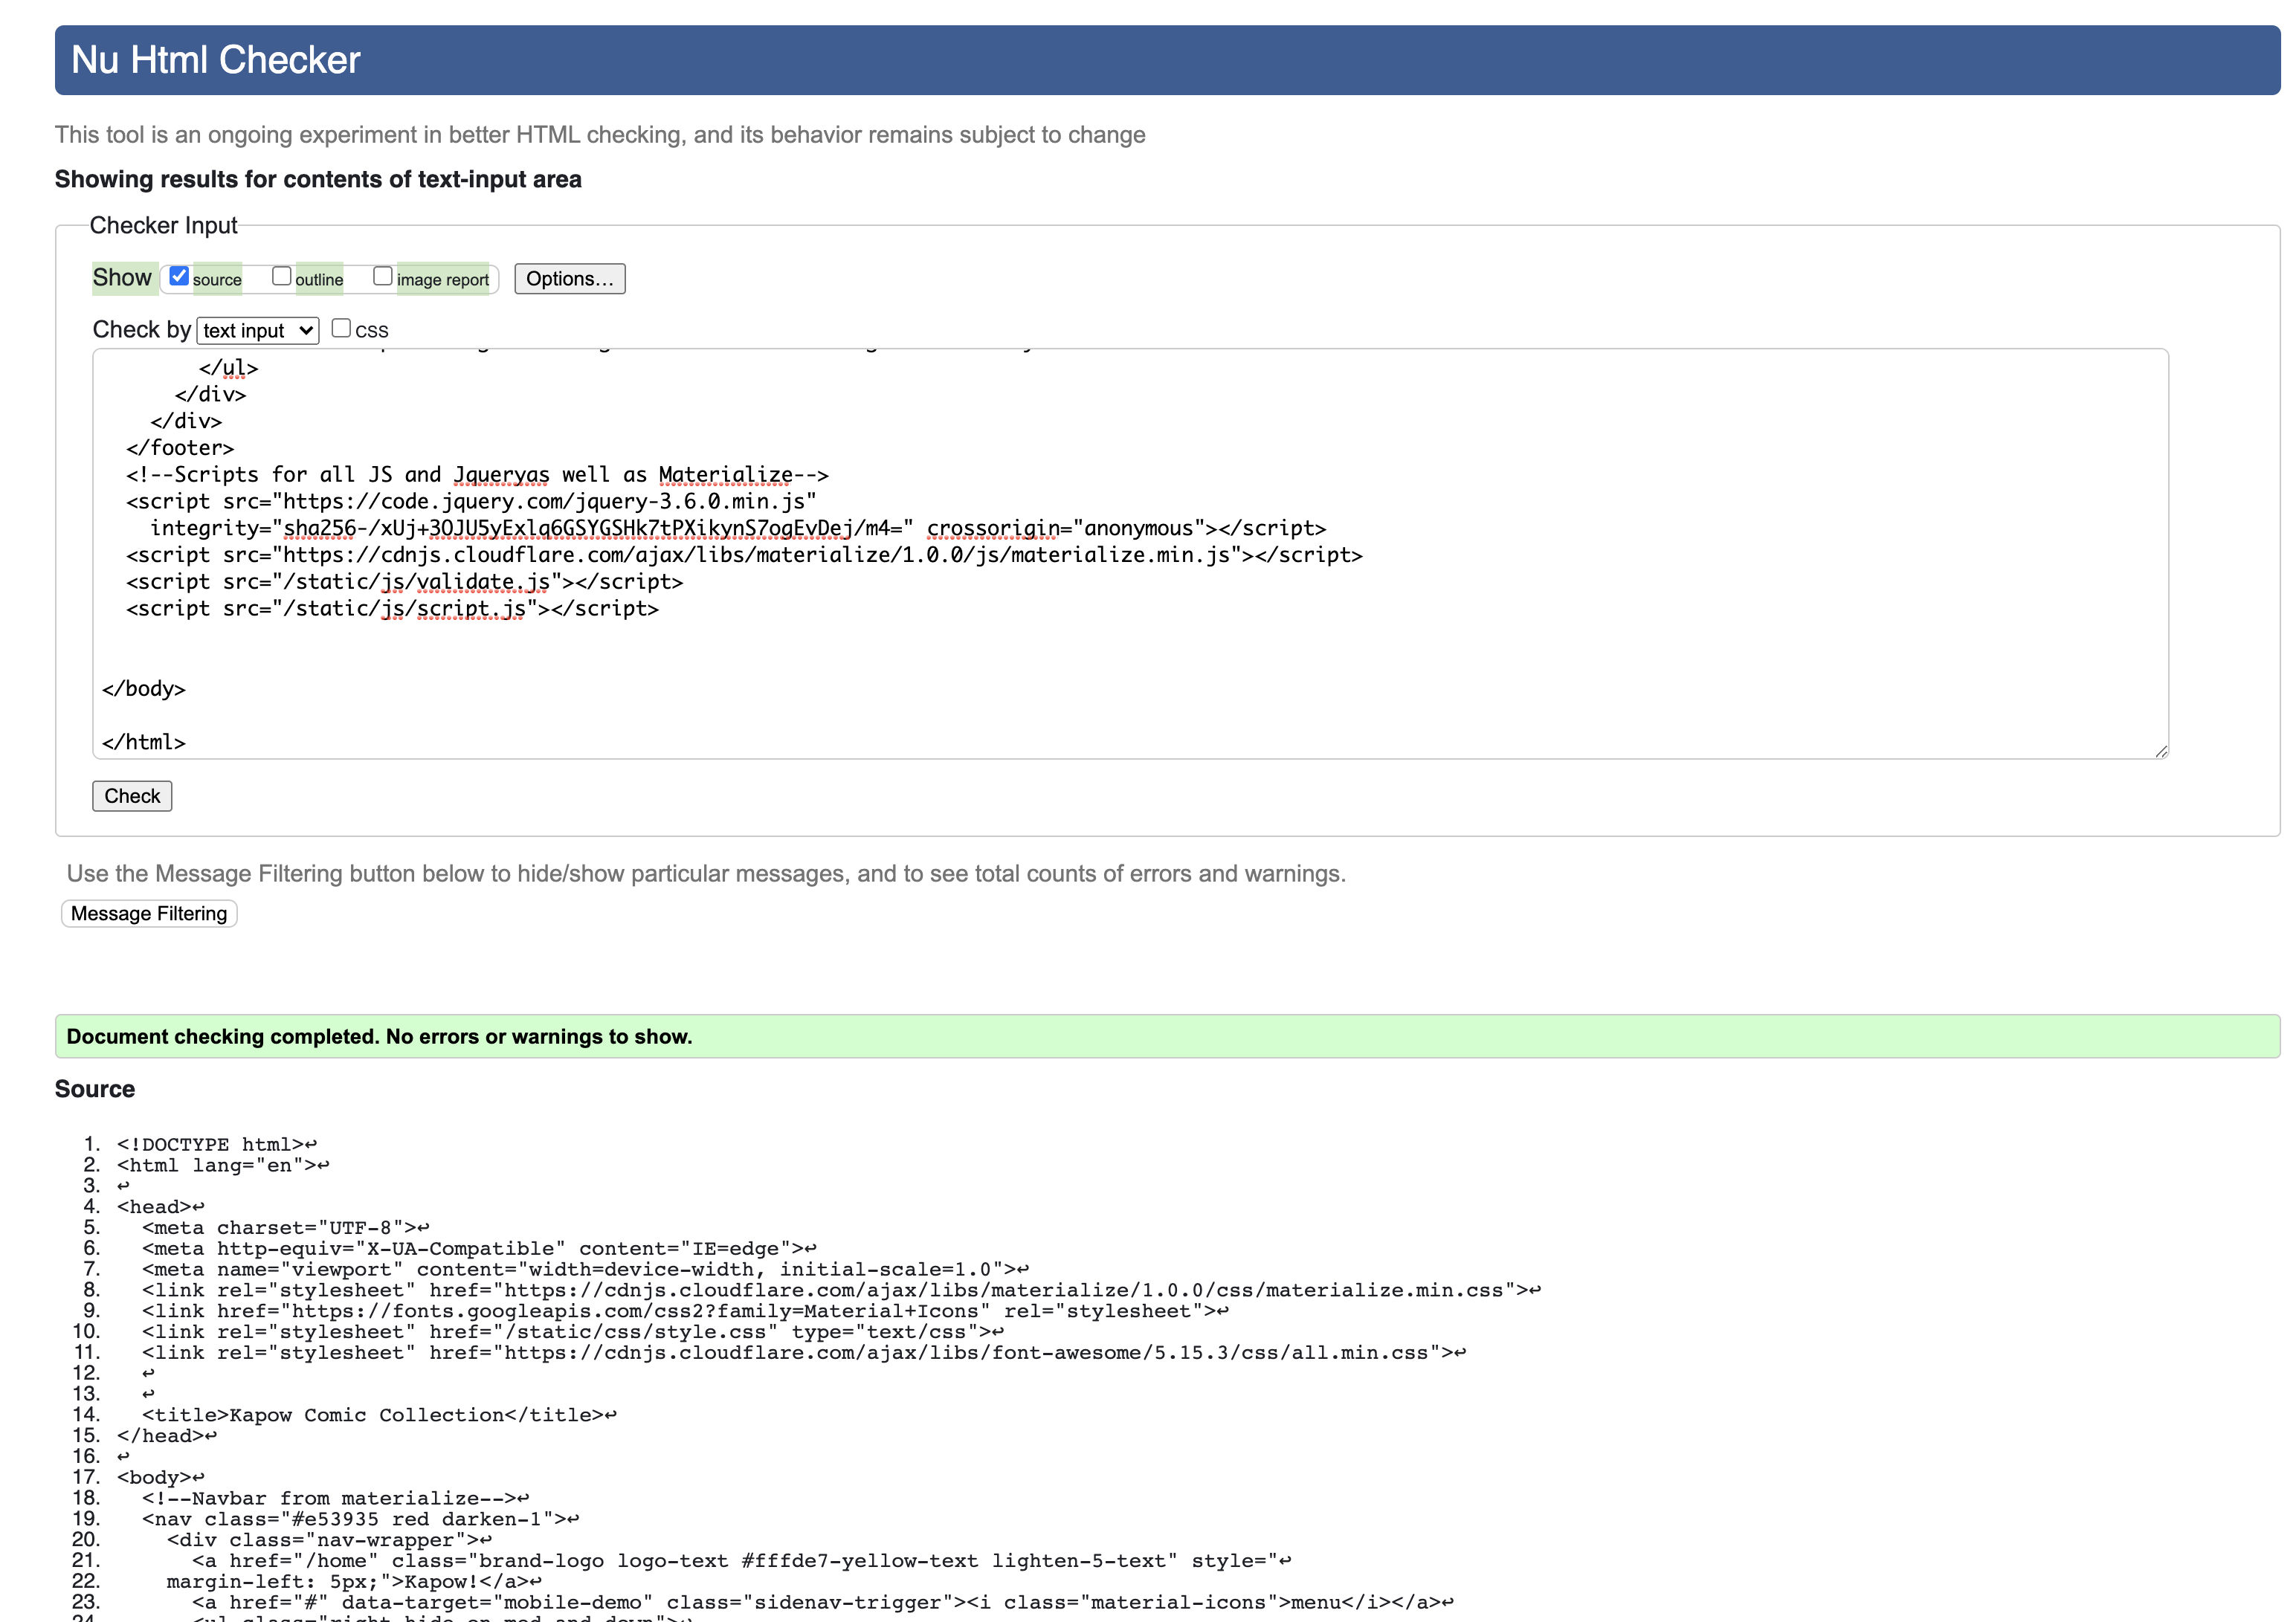 Nu Html Checker
This tool is an ongoing experiment in better HTML checking, and its behavior remains subject to change
Showing results for contents of text-input area
Checker Input
Show source outline image report Options...
Check by text input CSS
</ul>
</div>
</div>
</footer>
<!--Scripts for all JS and Jqueryas well as Materialize-->
<script src="https://code.jquery.com/jquery-3.6.0.min.js"
integrity="sha256-/xUj+3OJU5yExlq6GSYGSHk7tPXikynS7ogEvDej/m4=" crossorigin="anonymous"></script>
<script src="https://cdnjs.cloudflare.com/ajax/libs/materialize/1.0.0/js/materialize.min.js"></script>
<script src="/static/js/validate.js"></script>
<script src="/static/js/script.js"></script>
</body>
</html>
Check
Use the Message Filtering button below to hide/show particular messages, and to see total counts of errors and warnings.
Message Filtering
Document checking completed. No errors or warnings to show.
Source
1. <!DOCTYPE html>↩
2. <html lang="en">↩
3. ↩
4. <head>↩
5. <meta charset="UTF-8">↩
6. <meta http-equiv="X-UA-Compatible" content="IE=edge">↩
7. <meta name="viewport" content="width=device-width, initial-scale=1.0">↩
8. <link rel="stylesheet" href="https://cdnjs.cloudflare.com/ajax/libs/materialize/1.0.0/css/materialize.min.css">↩
9. <link href="https://fonts.googleapis.com/css2?family=Material+Icons" rel="stylesheet">↩
10. <link rel="stylesheet" href="/static/css/style.css" type="text/css">↩
11. <link rel="stylesheet" href="https://cdnjs.cloudflare.com/ajax/libs/font-awesome/5.15.3/css/all.min.css">↩
12. ↩
13. ↩
14. <title>Kapow Comic Collection</title>↩
15. </head>↩
16. ↩
17. <body>↩
18. <!--Navbar from materialize-->↩
19. <nav class="#e53935 red darken-1">↩
20. <div class="nav-wrapper">↩
21. <a href="/home" class="brand-logo logo-text #fffde7-yellow-text lighten-5-text" style="↩
22. margin-left: 5px;">Kapow!</a>↩
23. <a href="#" data-target="mobile-demo" class="sidenav-trigger"><i class="material-icons">menu</i></a>↩
24. <ul class="right hide-on-med-and-down">↩